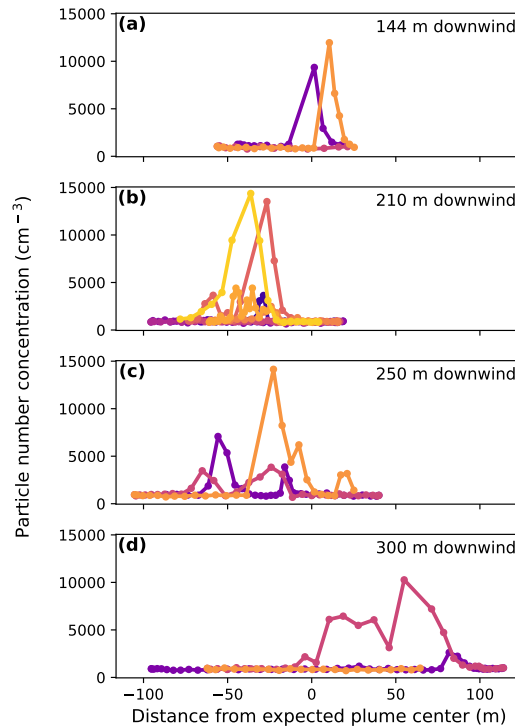 (a) 144 m downwind
15000
10000
5000
0
(b) 210 m downwind
15000
10000
5000
0
(c) 250 m downwind
15000
10000
5000
0
(d) 300 m downwind
15000
10000
5000
0
−100 −50 0 50 100
Distance from expected plume center (m)
Particle number concentration (cm⁻³)